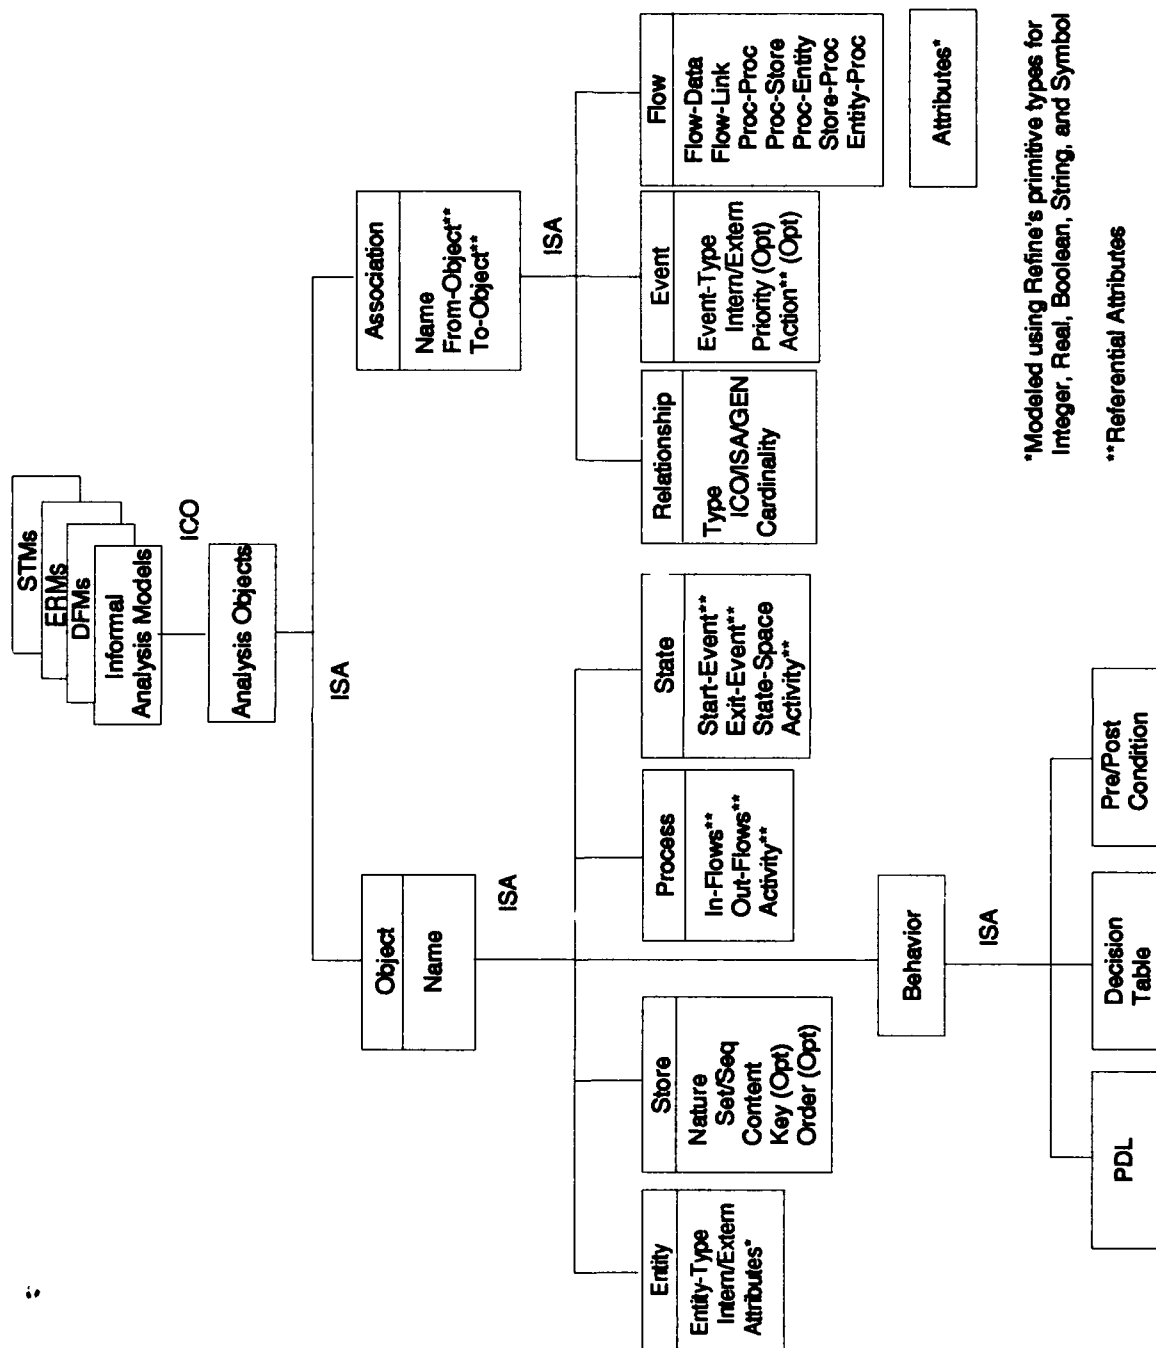 STMs
ERMs
DFMs
Informal
Analysis Models
ICO
Analysis Objects
ISA
Object
Name
ISA
Association
Name
From-Object**
To-Object**
ISA
Entity
Entity-Type
Intern/Extern
Attributes*
Store
Nature
Set/Seq
Content
Key (Opt)
Order (Opt)
Process
In-Flows**
Out-Flows**
Activity**
State
Start-Event**
Exit-Event**
State-Space
Activity**
Relationship
Type
ICO/ISA/GEN
Cardinality
Event
Event-Type
Intern/Extern
Priority (Opt)
Action** (Opt)
Flow
Flow-Data
Flow-Link
Proc-Proc
Proc-Store
Proc-Entity
Store-Proc
Entity-Proc
Behavior
ISA
Attributes*
PDL
Decision
Table
Pre/Post
Condition
*Modeled using Refine's primitive types for
Integer, Real, Boolean, String, and Symbol
**Referential Attributes